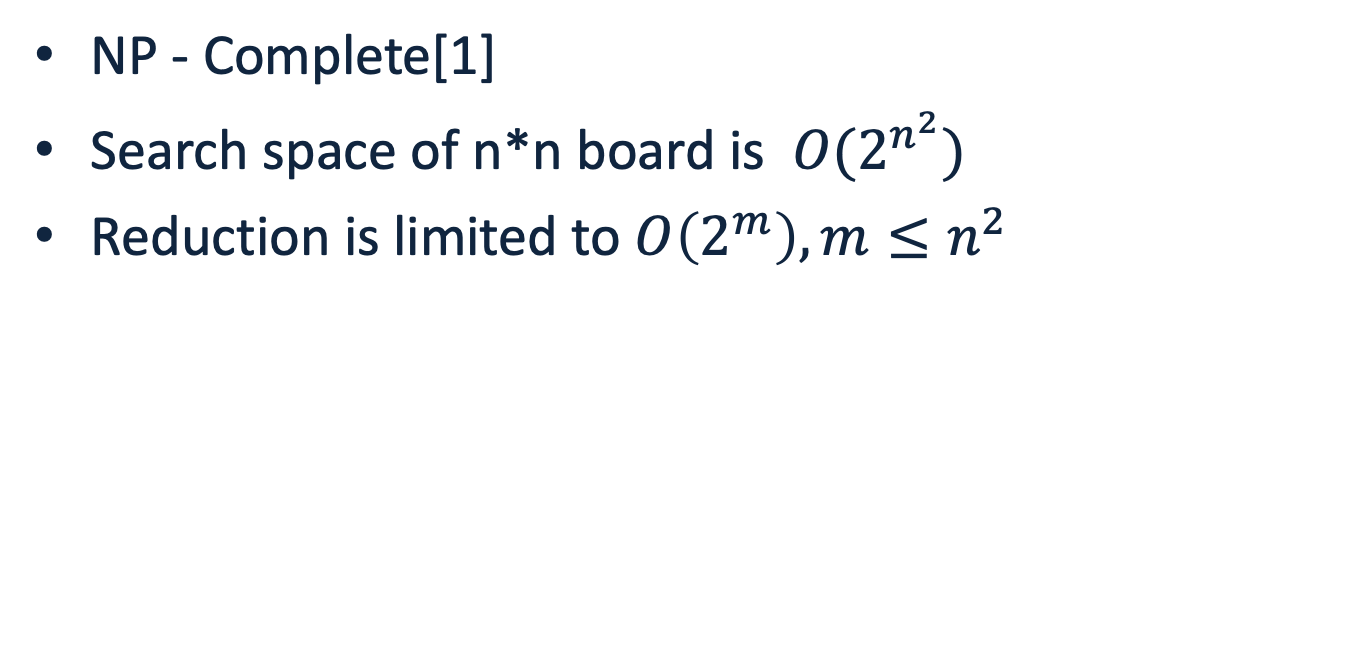 • NP - Complete[1]
• Search space of n*n board is O(2^{n^2})
• Reduction is limited to O(2^m), m ≤ n^2